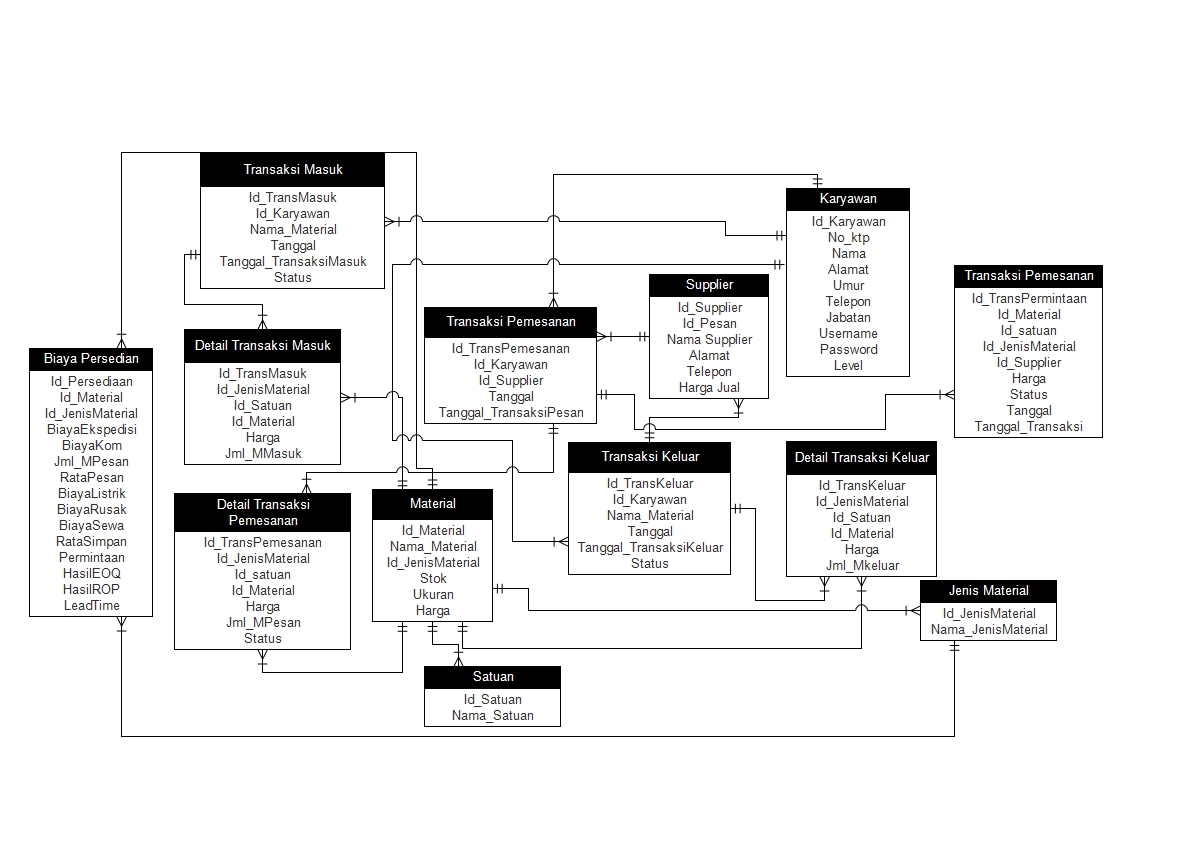 Transaksi Masuk
Id_TransMasuk
Id_Karyawan
Nama_Material
Tanggal
Tanggal_TransaksiMasuk
Status
Karyawan
Id_Karyawan
No_ktp
Nama
Alamat
Umur
Telepon
Jabatan
Username
Password
Level
Supplier
Id_Supplier
Id_Pesan
Nama Supplier
Alamat
Telepon
Harga Jual
Transaksi Pemesanan
Id_TransPermintaan
Id_Material
Id_satuan
Id_JenisMaterial
Id_Supplier
Harga
Status
Tanggal
Tanggal_Transaksi
Transaksi Pemesanan
Id_TransPemesanan
Id_Karyawan
Id_Supplier
Tanggal
Tanggal_TransaksiPesan
Detail Transaksi Masuk
Id_TransMasuk
Id_JenisMaterial
Id_Satuan
Id_Material
Harga
Jml_MMasuk
Biaya Persedian
Id_Persediaan
Id_Material
Id_JenisMaterial
BiayaEkspedisi
BiayaKom
Jml_MPesan
RataPesan
BiayaListrik
BiayaRusak
BiayaSewa
RataSimpan
Permintaan
HasilEOQ
HasilROP
LeadTime
Transaksi Keluar
Id_TransKeluar
Id_Karyawan
Nama_Material
Tanggal
Tanggal_TransaksiKeluar
Status
Detail Transaksi Keluar
Id_TransKeluar
Id_JenisMaterial
Id_Satuan
Id_Material
Harga
Jml_Mkeluar
Detail Transaksi
Pemesanan
Id_TransPemesanan
Id_JenisMaterial
Id_satuan
Id_Material
Harga
Jml_MPesan
Status
Material
Id_Material
Nama_Material
Id_JenisMaterial
Stok
Ukuran
Harga
Jenis Material
Id_JenisMaterial
Nama_JenisMaterial
Satuan
Id_Satuan
Nama_Satuan